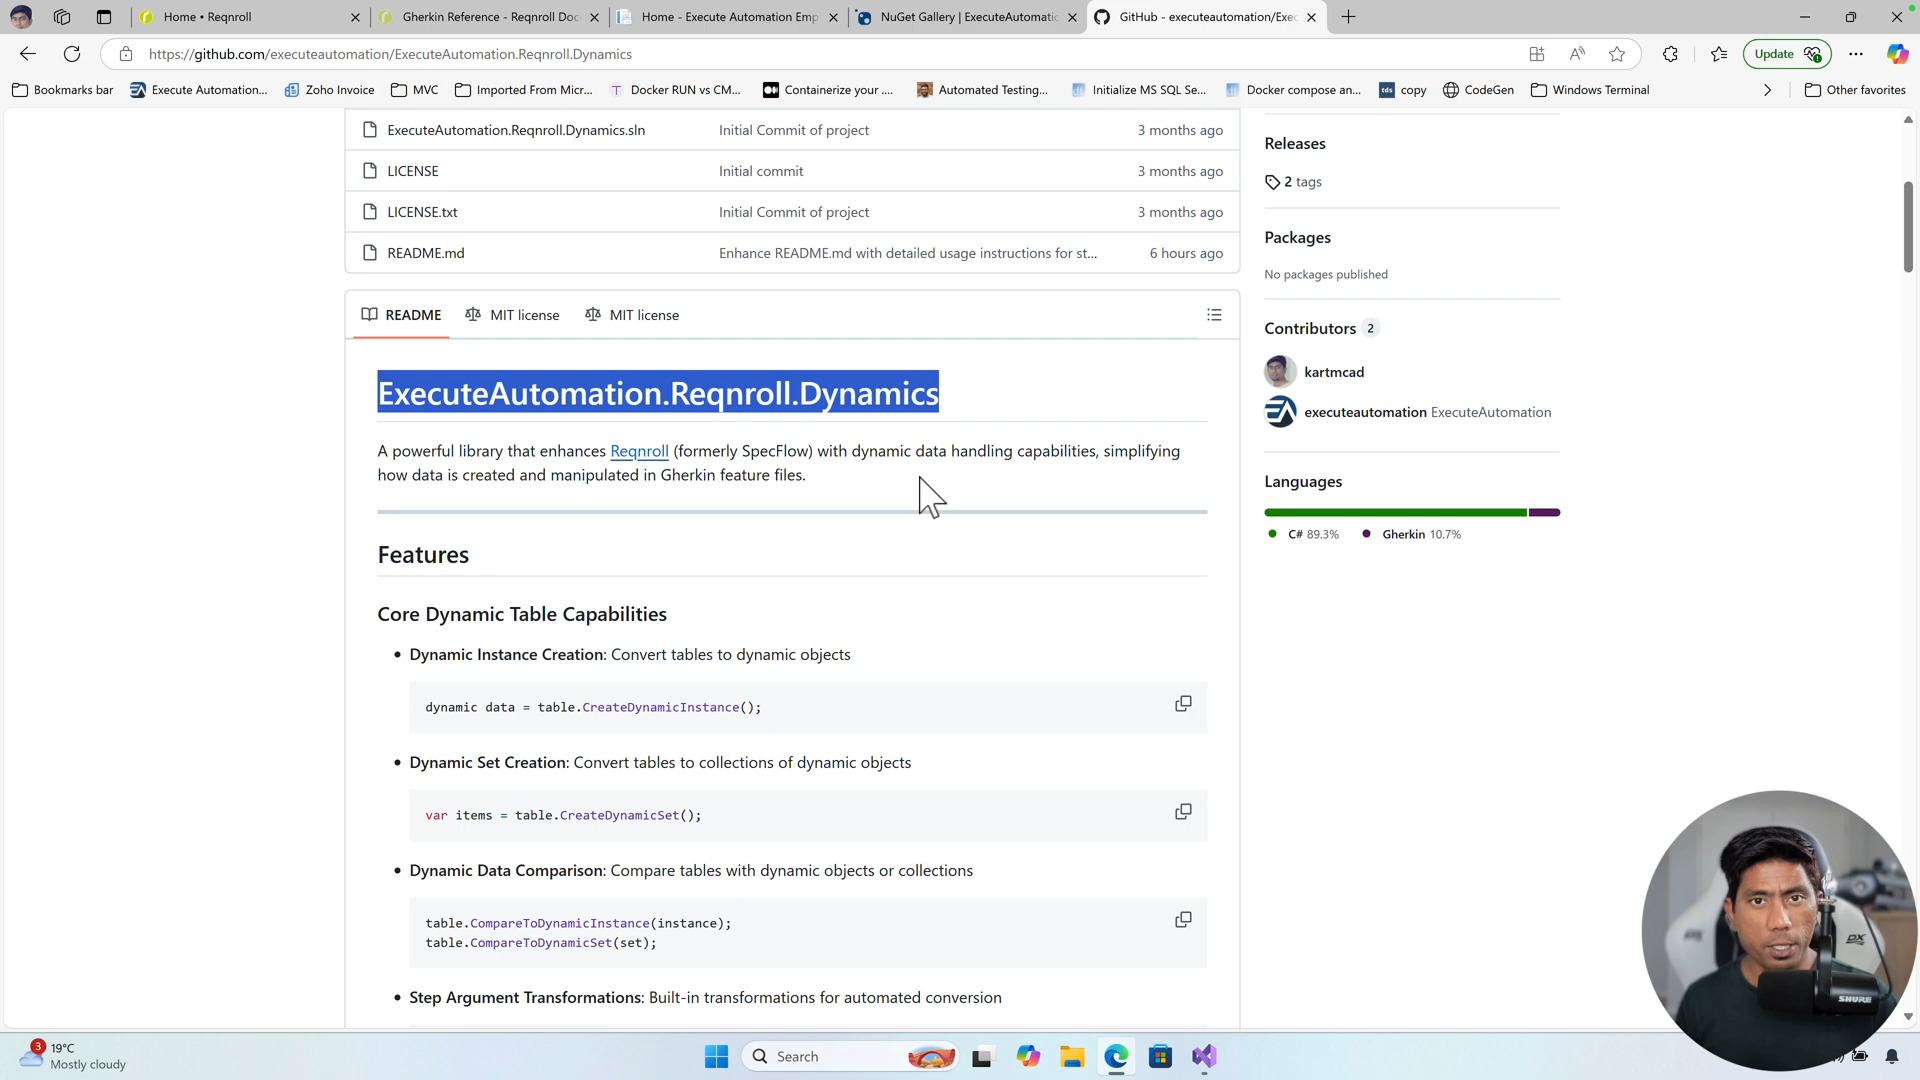 Home • Reqnroll
Gherkin Reference - Reqnroll Doc
Home - Execute Automation Emp
NuGet Gallery | ExecuteAutomatic
GitHub - executeautomation/Exec
https://github.com/executeautomation/ExecuteAutomation.Reqnroll.Dynamics
Update
Bookmarks bar
Execute Automation...
Zoho Invoice
MVC
Imported From Micr...
Docker RUN vs CM...
Containerize your ....
Automated Testing...
Initialize MS SQL Se...
Docker compose an...
copy
CodeGen
Windows Terminal
Other favorites
ExecuteAutomation.Reqnroll.Dynamics.sln Initial Commit of project 3 months ago
LICENSE Initial commit 3 months ago
LICENSE.txt Initial Commit of project 3 months ago
README.md Enhance README.md with detailed usage instructions for st... 6 hours ago
README MIT license MIT license
ExecuteAutomation.Reqnroll.Dynamics
A powerful library that enhances Reqnroll (formerly SpecFlow) with dynamic data handling capabilities, simplifying
how data is created and manipulated in Gherkin feature files.
Features
Core Dynamic Table Capabilities
• Dynamic Instance Creation: Convert tables to dynamic objects
dynamic data = table.CreateDynamicInstance();
• Dynamic Set Creation: Convert tables to collections of dynamic objects
var items = table.CreateDynamicSet();
• Dynamic Data Comparison: Compare tables with dynamic objects or collections
table.CompareToDynamicInstance(instance);
table.CompareToDynamicSet(set);
• Step Argument Transformations: Built-in transformations for automated conversion
Releases
2 tags
Packages
No packages published
Contributors 2
kartmcad
executeautomation ExecuteAutomation
Languages
C# 89.3% Gherkin 10.7%
SHURE
3
19°C
Mostly cloudy
Search